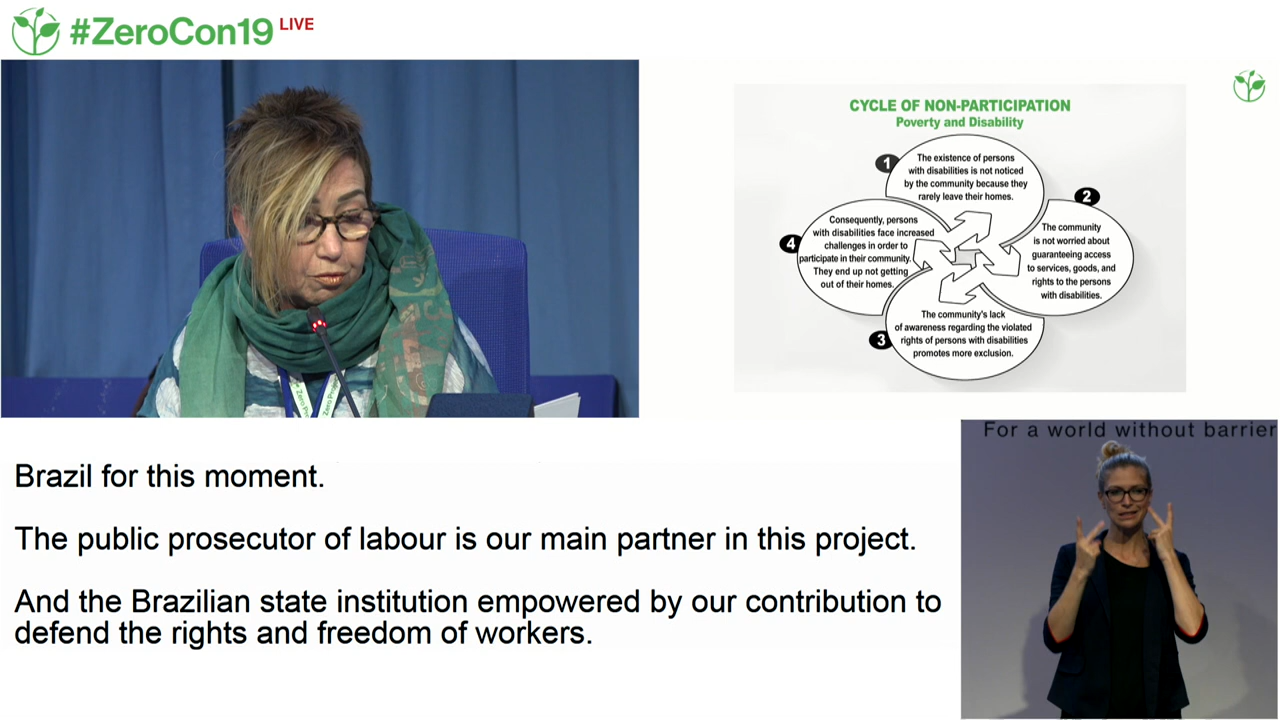 #ZeroCon19 LIVE
CYCLE OF NON-PARTICIPATION
Poverty and Disability
1
The existence of persons
with disabilities is not noticed
by the community because they
rarely leave their homes.
2
The community
is not worried about
guaranteeing access
to services, goods, and
rights to the persons
with disabilities.
3
The community's lack
of awareness regarding the violated
rights of persons with disabilities
promotes more exclusion.
4
Consequently, persons
with disabilities face increased
challenges in order to
participate in their community.
They end up not getting
out of their homes.
Brazil for this moment.
The public prosecutor of labour is our main partner in this project.
And the Brazilian state institution empowered by our contribution to
defend the rights and freedom of workers.
For a world without barrier